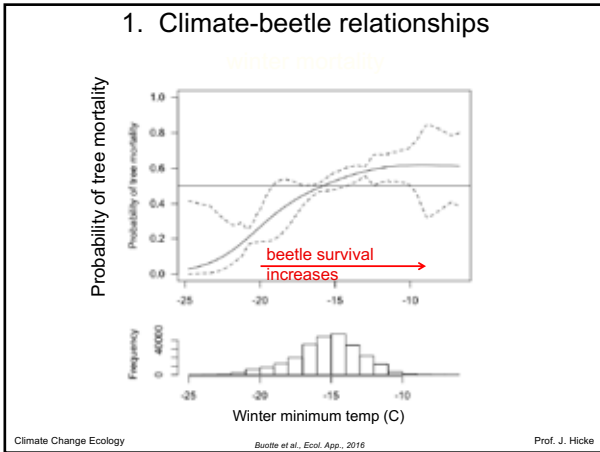 1. Climate-beetle relationships
Probability of tree mortality
Probability of tree mortality
1.0
0.8
0.6
0.4
0.2
0.0
beetle survival
increases
-25
-20
-15
-10
Frequency
40000
0
-25
-20
-15
-10
Winter minimum temp (C)
Climate Change Ecology
Buotte et al., Ecol. App., 2016
Prof. J. Hicke